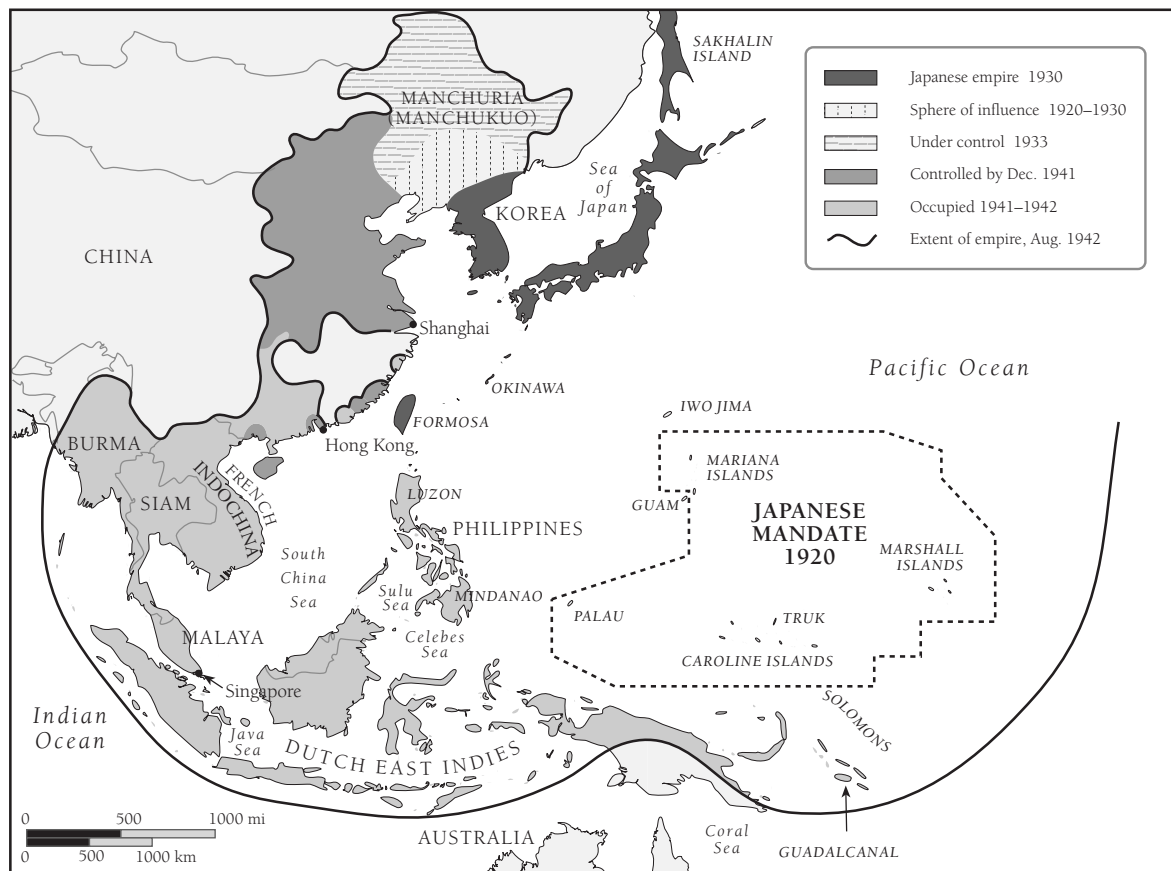 SAKHALIN
ISLAND
Japanese empire 1930
Sphere of influence 1920–1930
Under control 1933
Controlled by Dec. 1941
Occupied 1941–1942
Extent of empire, Aug. 1942
MANCHURIA
(MANCHUKUO)
Sea
of
Japan
KOREA
CHINA
Shanghai
Pacific Ocean
OKINAWA
IWO JIMA
FORMOSA
Hong Kong
BURMA
MARIANA
ISLANDS
SIAM
FRENCH
INDOCHINA
LUZON
GUAM
JAPANESE
MANDATE
1920
PHILIPPINES
MARSHALL
ISLANDS
South
China
Sea
Sulu
Sea
MINDANAO
PALAU
TRUK
MALAYA
Celebes
Sea
CAROLINE ISLANDS
Singapore
Indian
Ocean
Java
Sea
SOLOMONS
DUTCH EAST INDIES
0 500 1000 mi
0 500 1000 km
AUSTRALIA
Coral
Sea
GUADALCANAL